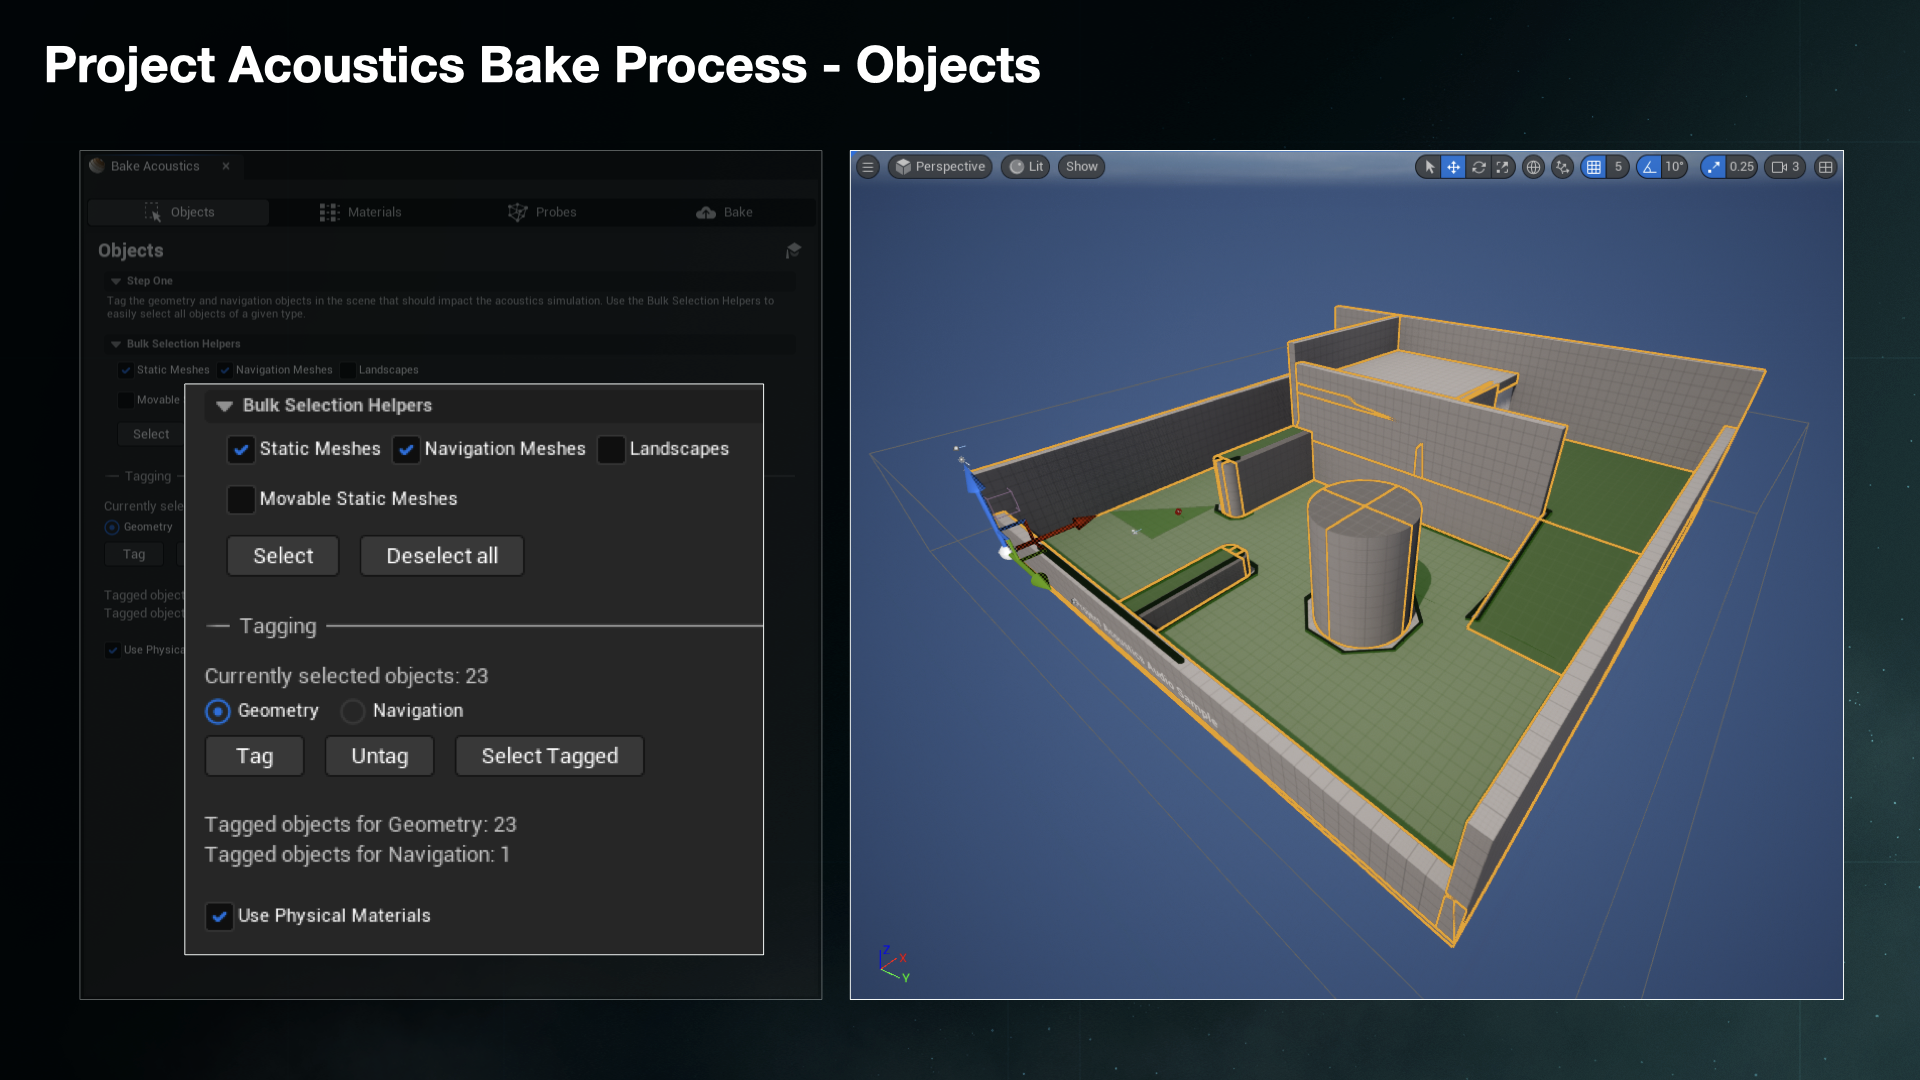 Project Acoustics Bake Process - Objects
Bake Acoustics
Objects Materials Probes Bake
Objects
Step One
Tag the geometry and navigation objects in the scene that should impact the acoustics simulation. Use the Bulk Selection Helpers to
easily select all objects of a given type.
Bulk Selection Helpers
Static Meshes Navigation Meshes Landscapes
Movable
Select
Tagging
Currently sele
Geometry
Tag
Tagged object
Tagged object
Use Physica
Bulk Selection Helpers
Static Meshes Navigation Meshes Landscapes
Movable Static Meshes
Select Deselect all
Tagging
Currently selected objects: 23
Geometry Navigation
Tag Untag Select Tagged
Tagged objects for Geometry: 23
Tagged objects for Navigation: 1
Use Physical Materials
Perspective Lit Show 5 10° 0.25 3
Project Acoustics Audio Sample
Z
X
Y